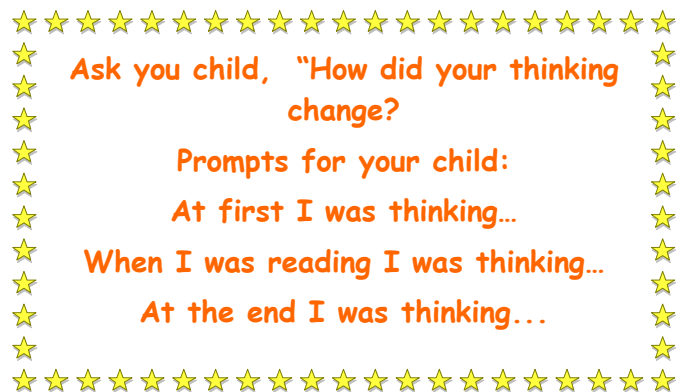 Ask you child,  “How did your thinking
change?
Prompts for your child:
At first I was thinking…
When I was reading I was thinking…
At the end I was thinking...